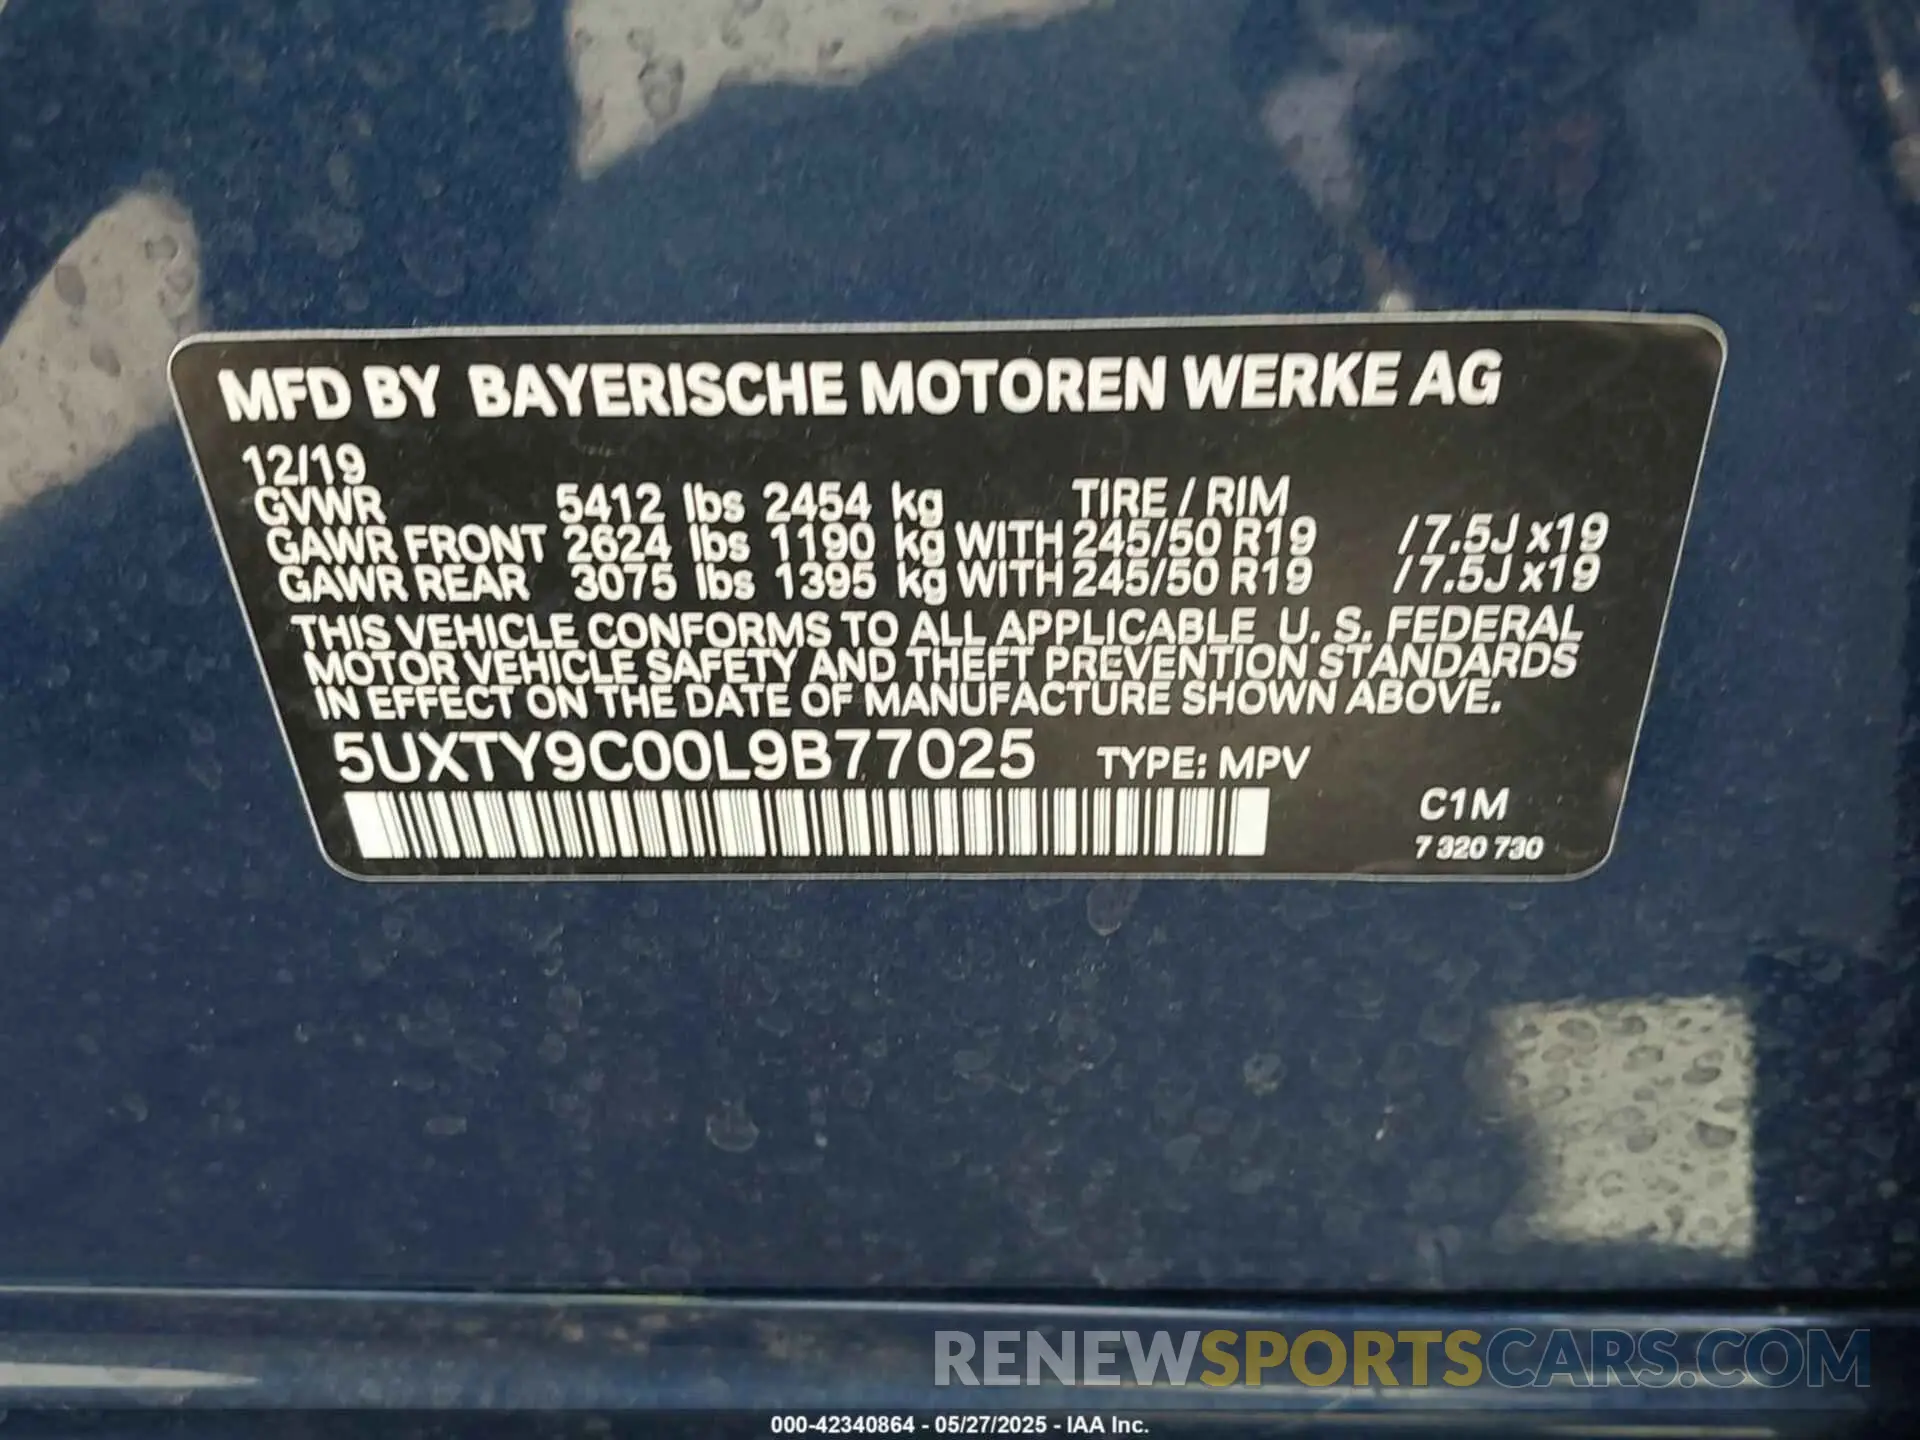 MFD BY BAYERISCHE MOTOREN WERKE AG
12/19
GVWR 5412 lbs 2454 kg TIRE / RIM
GAWR FRONT 2624 lbs 1190 kg WITH 245/50 R19 /7.5J x19
GAWR REAR 3075 lbs 1395 kg WITH 245/50 R19 /7.5J x19
THIS VEHICLE CONFORMS TO ALL APPLICABLE U. S. FEDERAL
MOTOR VEHICLE SAFETY AND THEFT PREVENTION STANDARDS
IN EFFECT ON THE DATE OF MANUFACTURE SHOWN ABOVE.
5UXTY9C00L9B77025 TYPE: MPV
C1M
7 320 730
RENEWSPORTSCARS.COM
000-42340864 - 05/27/2025 - IAA Inc.